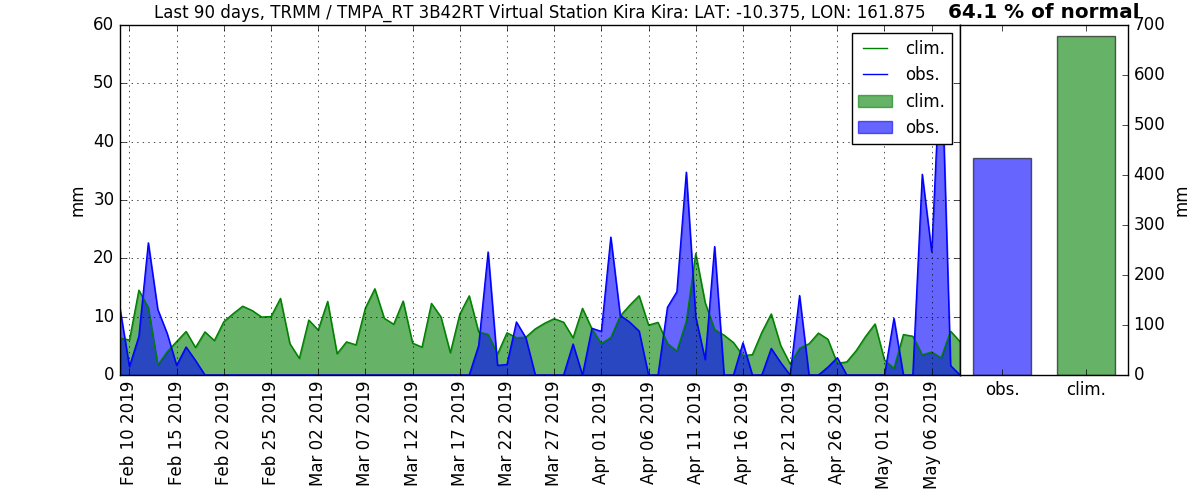 Last 90 days, TRMM / TMPA_RT 3B42RT Virtual Station Kira Kira: LAT: -10.375, LON: 161.875
64.1 % of normal
mm
60
50
40
30
20
10
0
clim.
obs.
clim.
obs.
Feb 10 2019
Feb 15 2019
Feb 20 2019
Feb 25 2019
Mar 02 2019
Mar 07 2019
Mar 12 2019
Mar 17 2019
Mar 22 2019
Mar 27 2019
Apr 01 2019
Apr 06 2019
Apr 11 2019
Apr 16 2019
Apr 21 2019
Apr 26 2019
May 01 2019
May 06 2019
700
600
500
400
300
200
100
0
mm
obs.
clim.